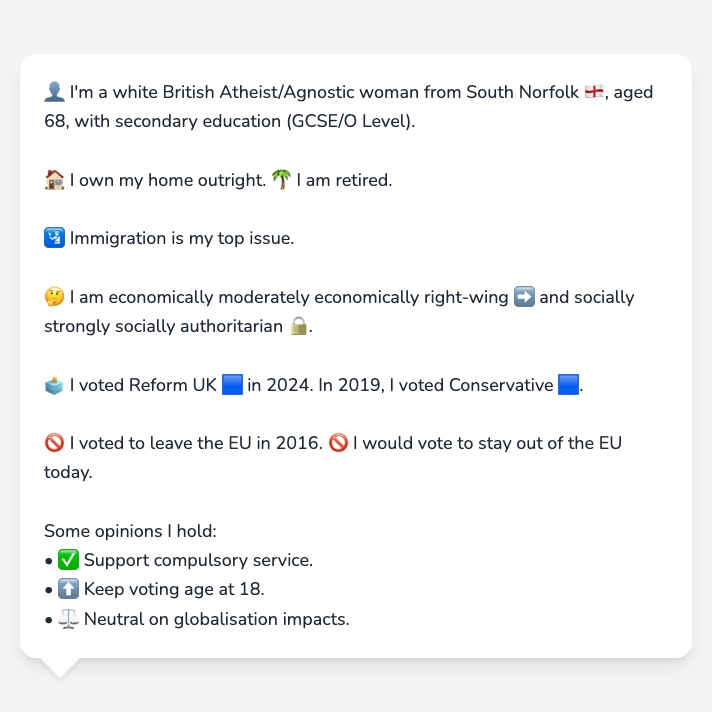 👤 I'm a white British Atheist/Agnostic woman from South Norfolk 🏴󠁧󠁢󠁥󠁮󠁧󠁿, aged
68, with secondary education (GCSE/O Level).
🏠 I own my home outright. 🌴 I am retired.
🛂 Immigration is my top issue.
🤔 I am economically moderately economically right-wing ➡️ and socially
strongly socially authoritarian 🔒.
🗳️ I voted Reform UK 🟦 in 2024. In 2019, I voted Conservative 🟦.
🚫 I voted to leave the EU in 2016. 🚫 I would vote to stay out of the EU
today.
Some opinions I hold:
• ✅ Support compulsory service.
• ⬆️ Keep voting age at 18.
• ⚖️ Neutral on globalisation impacts.